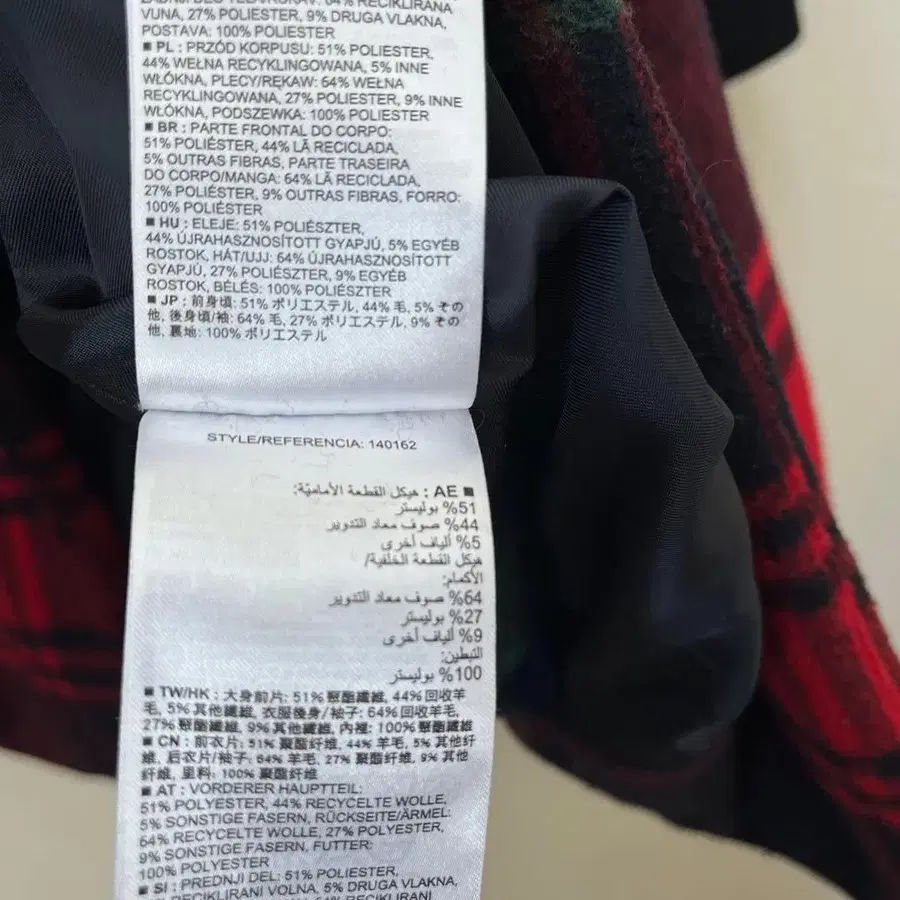 VUNA, 27% POLIESTER, 9% DRUGA VLAKNA,
POSTAVA: 100% POLIESTER
■ PL : PRZÓD KORPUSU: 51% POLIESTER,
44% WEŁNA RECYKLINGOWANA, 5% INNE
WŁÓKNA, PLECY/RĘKAW: 64% WEŁNA
RECYKLINGOWANA, 27% POLIESTER, 9% INNE
WŁÓKNA, PODSZEWKA: 100% POLIESTER
■ BR : PARTE FRONTAL DO CORPO:
51% POLIÉSTER, 44% LÃ RECICLADA,
5% OUTRAS FIBRAS, PARTE TRASEIRA
DO CORPO/MANGA: 64% LÃ RECICLADA,
27% POLIÉSTER, 9% OUTRAS FIBRAS, FORRO:
100% POLIÉSTER
■ HU : ELEJE: 51% POLIÉSZTER,
44% ÚJRAHASZNOSÍTOTT GYAPJÚ, 5% EGYÉB
ROSTOK, HÁT/UJJ: 64% ÚJRAHASZNOSÍTOTT
GYAPJÚ, 27% POLIÉSZTER, 9% EGYÉB
ROSTOK, BÉLÉS: 100% POLIÉSZTER
■ JP : 前身頃: 51% ポリエステル, 44% 毛, 5% その
他, 後身頃/袖: 64% 毛, 27% ポリエステル, 9% その
他, 裏地: 100% ポリエステル
STYLE/REFERENCIA: 140162
■ AE : هيكل القطعة الأماميّة:
51% بوليستر
44% صوف معاد التدوير
5% ألياف أخرى
هيكل القطعة الخلفية/
الأكمام:
64% صوف معاد التدوير
27% بوليستر
9% ألياف أخرى
التبطين:
100% بوليستر
■ TW/HK : 大身前片: 51% 聚酯纖維, 44% 回收羊
毛, 5% 其他纖維, 衣服後身/袖子: 64% 回收羊毛,
27% 聚酯纖維, 9% 其他纖維, 內裡: 100% 聚酯纖維
■ CN : 前衣片: 51% 聚酯纤维, 44% 羊毛, 5% 其他纤
维, 后衣片/袖子: 64% 羊毛, 27% 聚酯纤维, 9% 其他
纤维, 里料: 100% 聚酯纤维
■ AT : VORDERER HAUPTTEIL:
51% POLYESTER, 44% RECYCELTE WOLLE,
5% SONSTIGE FASERN, RÜCKSEITE/ÄRMEL:
64% RECYCELTE WOLLE, 27% POLYESTER,
9% SONSTIGE FASERN, FUTTER:
100% POLYESTER
■ SI : PREDNJI DEL: 51% POLIESTER,
RECIKLIRANI VOLNA, 5% DRUGA VLAKNA,